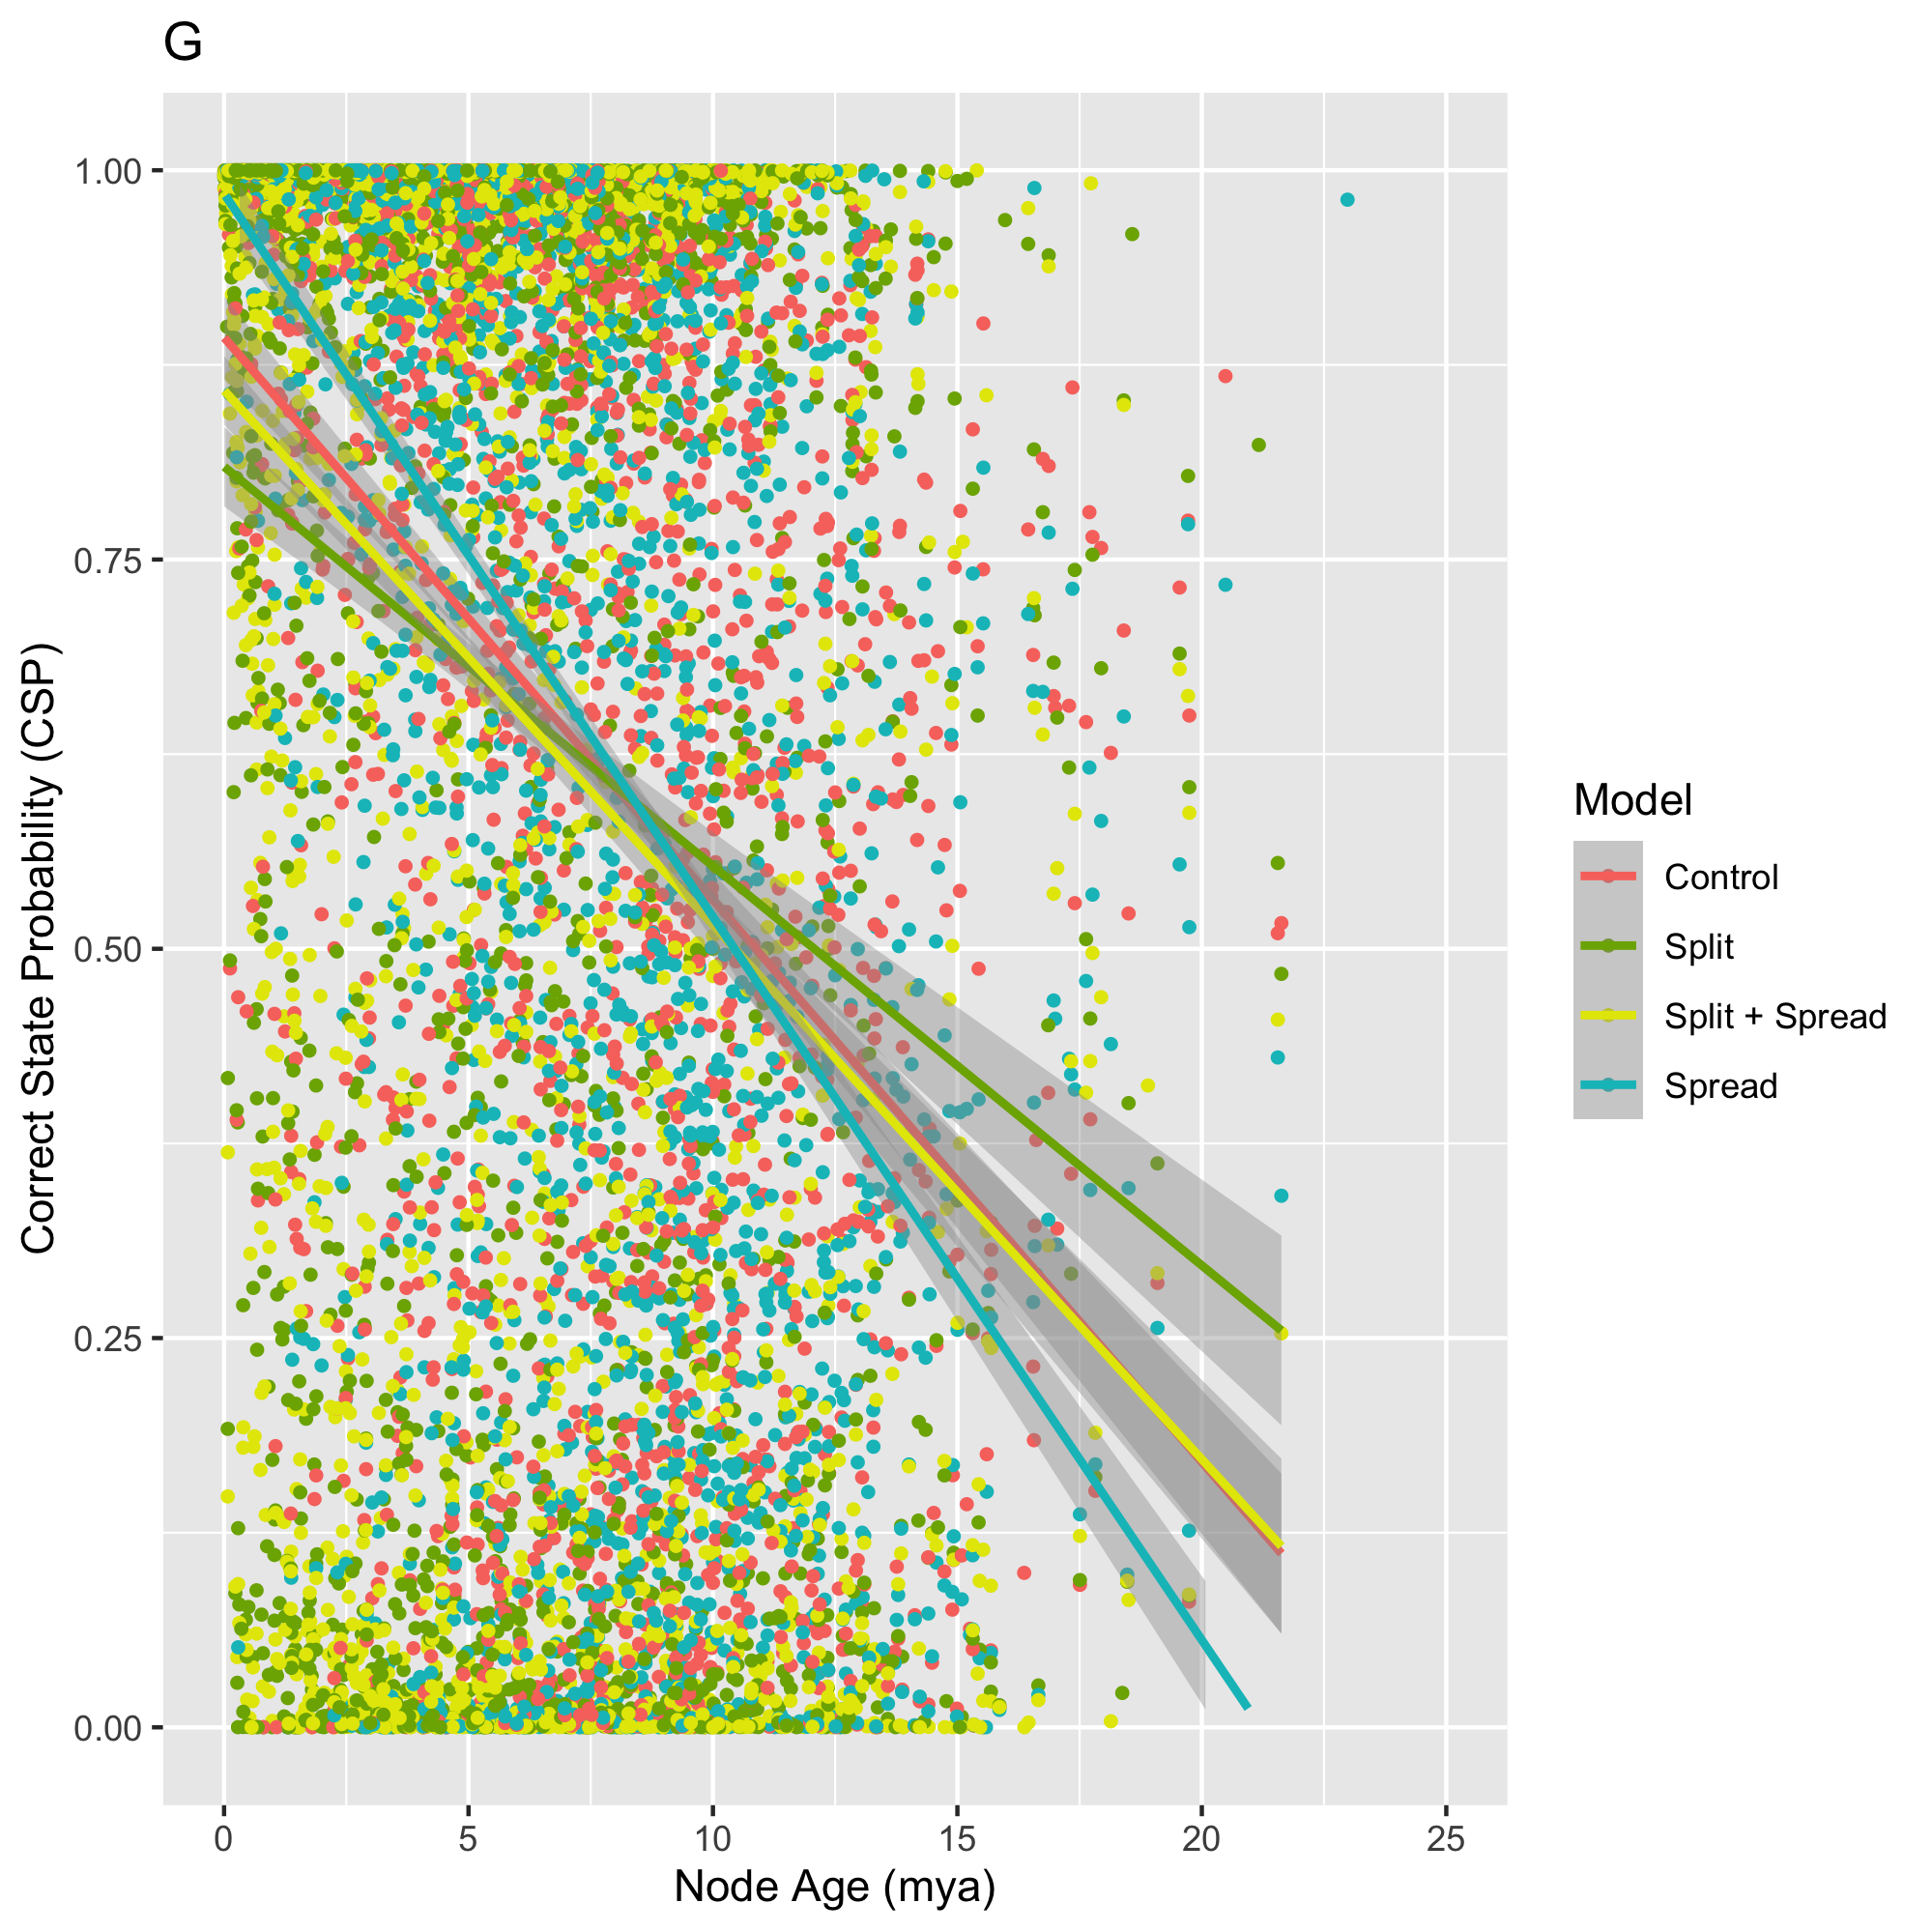 G
Correct State Probability (CSP)
1.00
0.75
0.50
0.25
0.00
0 5 10 15 20 25
Node Age (mya)
Model
Control
Split
Split + Spread
Spread